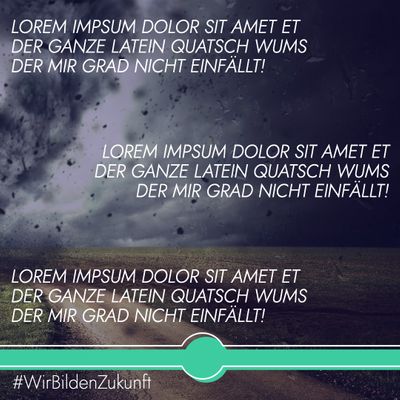 LOREM IMPSUM DOLOR SIT AMET ET
DER GANZE LATEIN QUATSCH WUMS
DER MIR GRAD NICHT EINFÄLLT!
LOREM IMPSUM DOLOR SIT AMET ET
DER GANZE LATEIN QUATSCH WUMS
DER MIR GRAD NICHT EINFÄLLT!
LOREM IMPSUM DOLOR SIT AMET ET
DER GANZE LATEIN QUATSCH WUMS
DER MIR GRAD NICHT EINFÄLLT!
#WirBildenZukunft